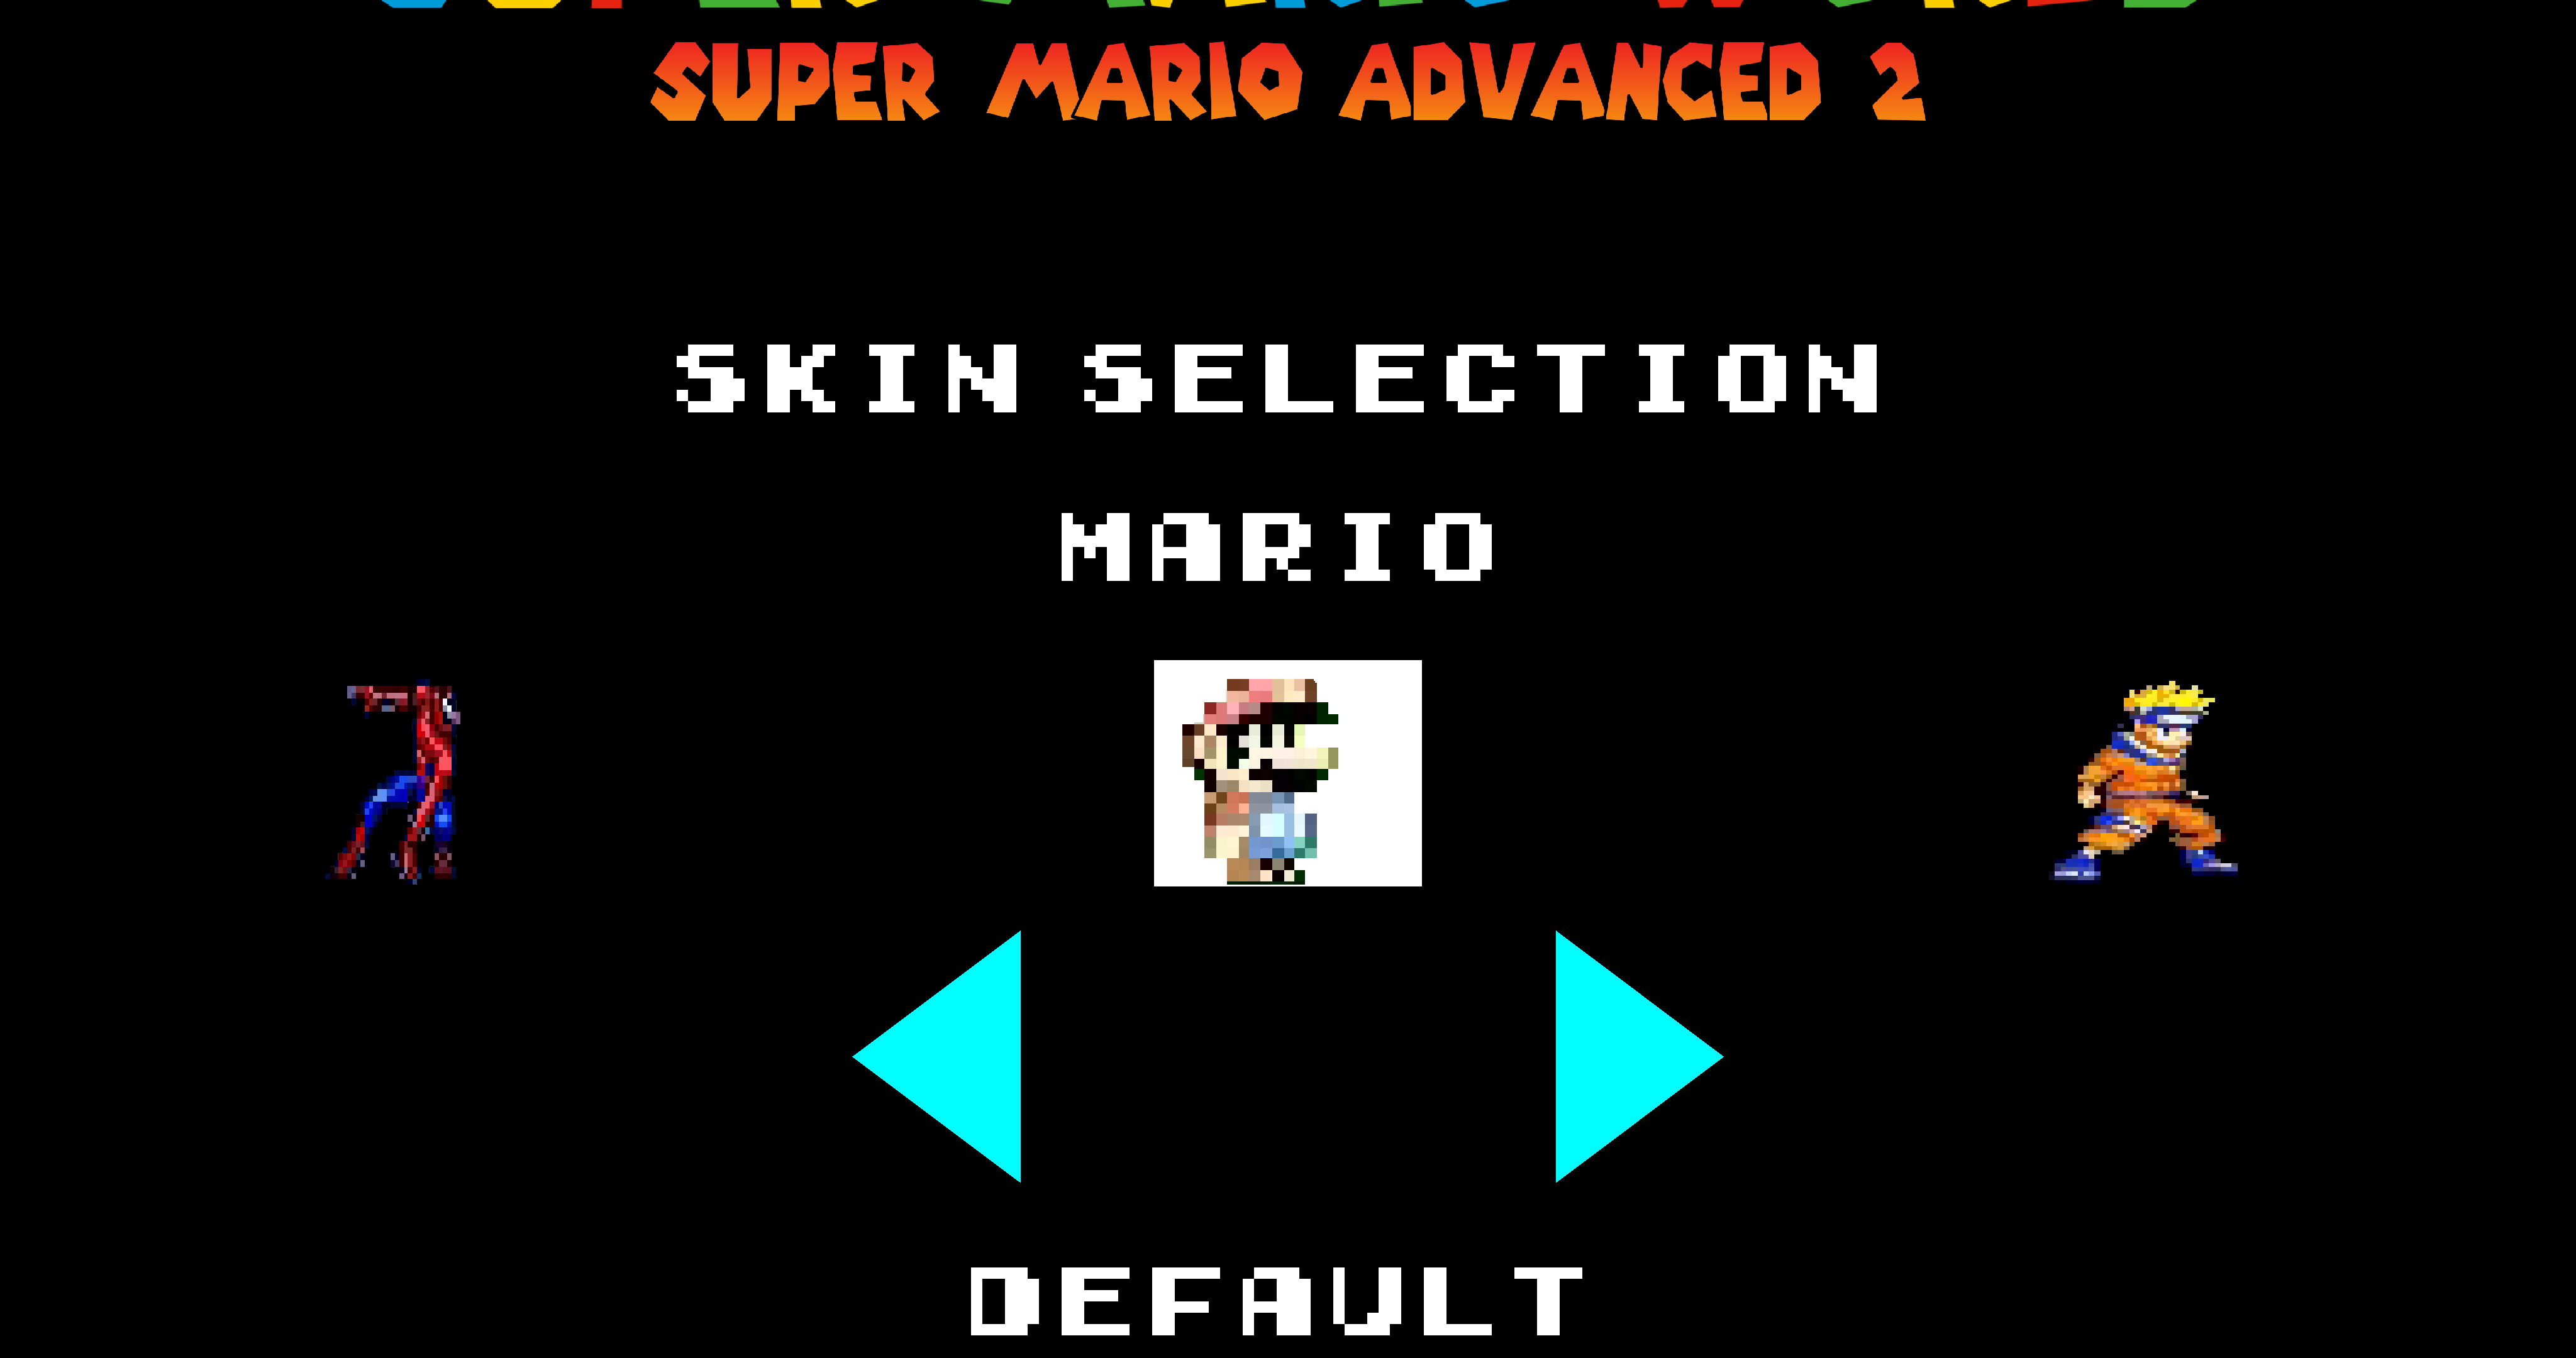 SUPER MARIO ADVANCED 2
SKIN SELECTION
MARIO
DEFAULT